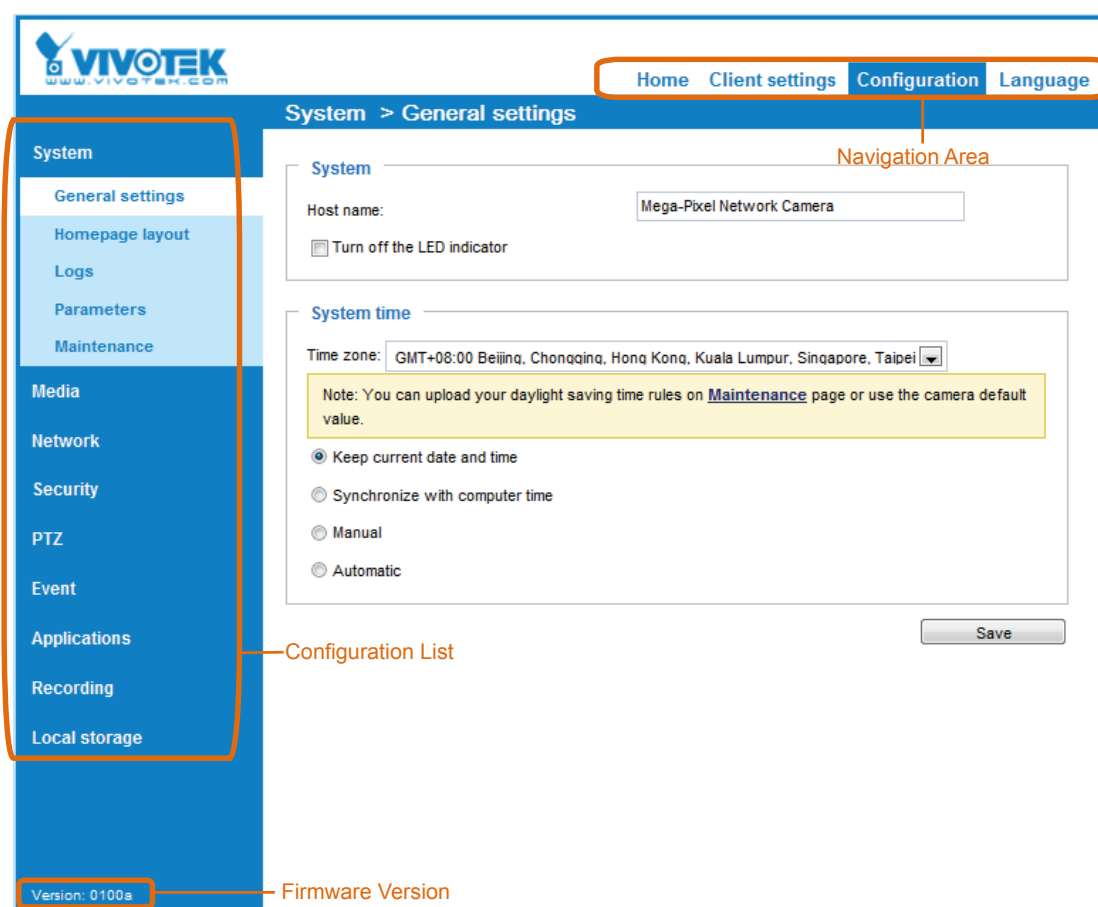 VIVOTEK
www.vivotek.com
Home Client settings Configuration Language
System > General settings
Navigation Area
System
General settings
Homepage layout
Logs
Parameters
Maintenance
Media
Network
Security
PTZ
Event
Applications
Recording
Local storage
Configuration List
Version: 0100a
Firmware Version
System
Host name: Mega-Pixel Network Camera
Turn off the LED indicator
System time
Time zone: GMT+08:00 Beijing, Chongqing, Hong Kong, Kuala Lumpur, Singapore, Taipei
Note: You can upload your daylight saving time rules on Maintenance page or use the camera default
value.
Keep current date and time
Synchronize with computer time
Manual
Automatic
Save